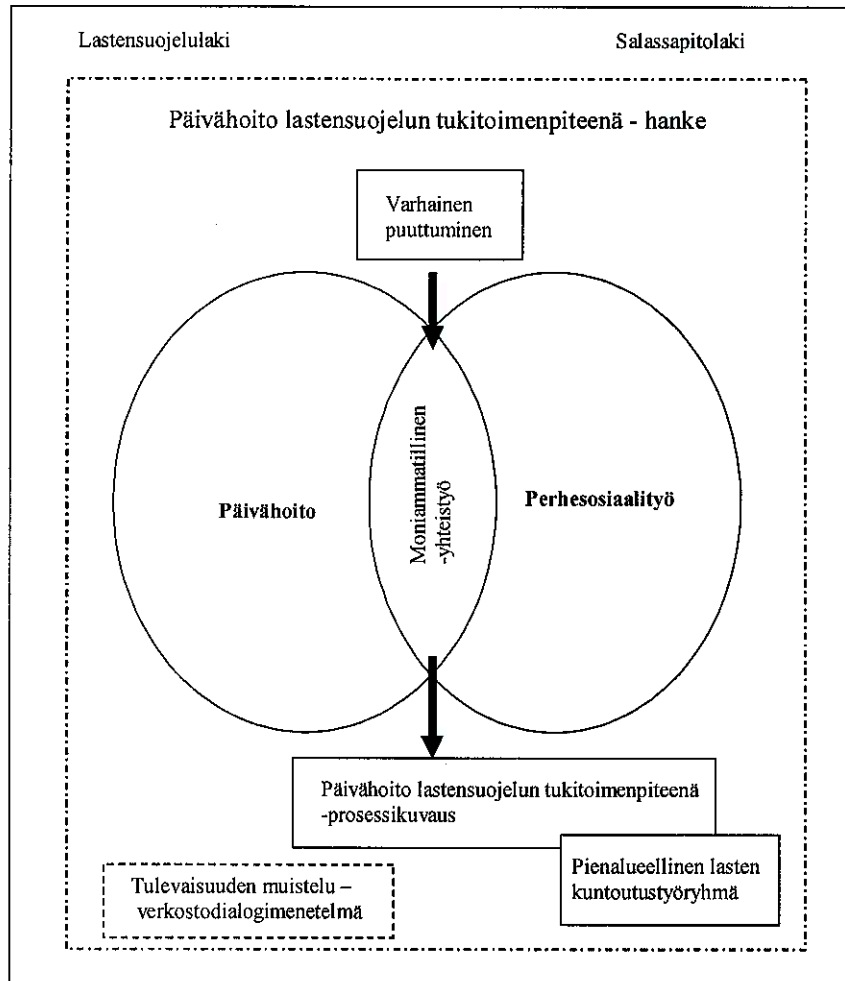 Lastensuojelulaki
Salassapitolaki
Päivähoito lastensuojelun tukitoimenpiteenä - hanke
Varhainen
puuttuminen
Päivähoito
Moniammatillinen
-yhteistyö
Perhesosiaalityö
Päivähoito lastensuojelun tukitoimenpiteenä
-prosessikuvaus
Pienalueellinen lasten
kuntoutustyöryhmä
Tulevaisuuden muistelu –
verkostodialogimenetelmä